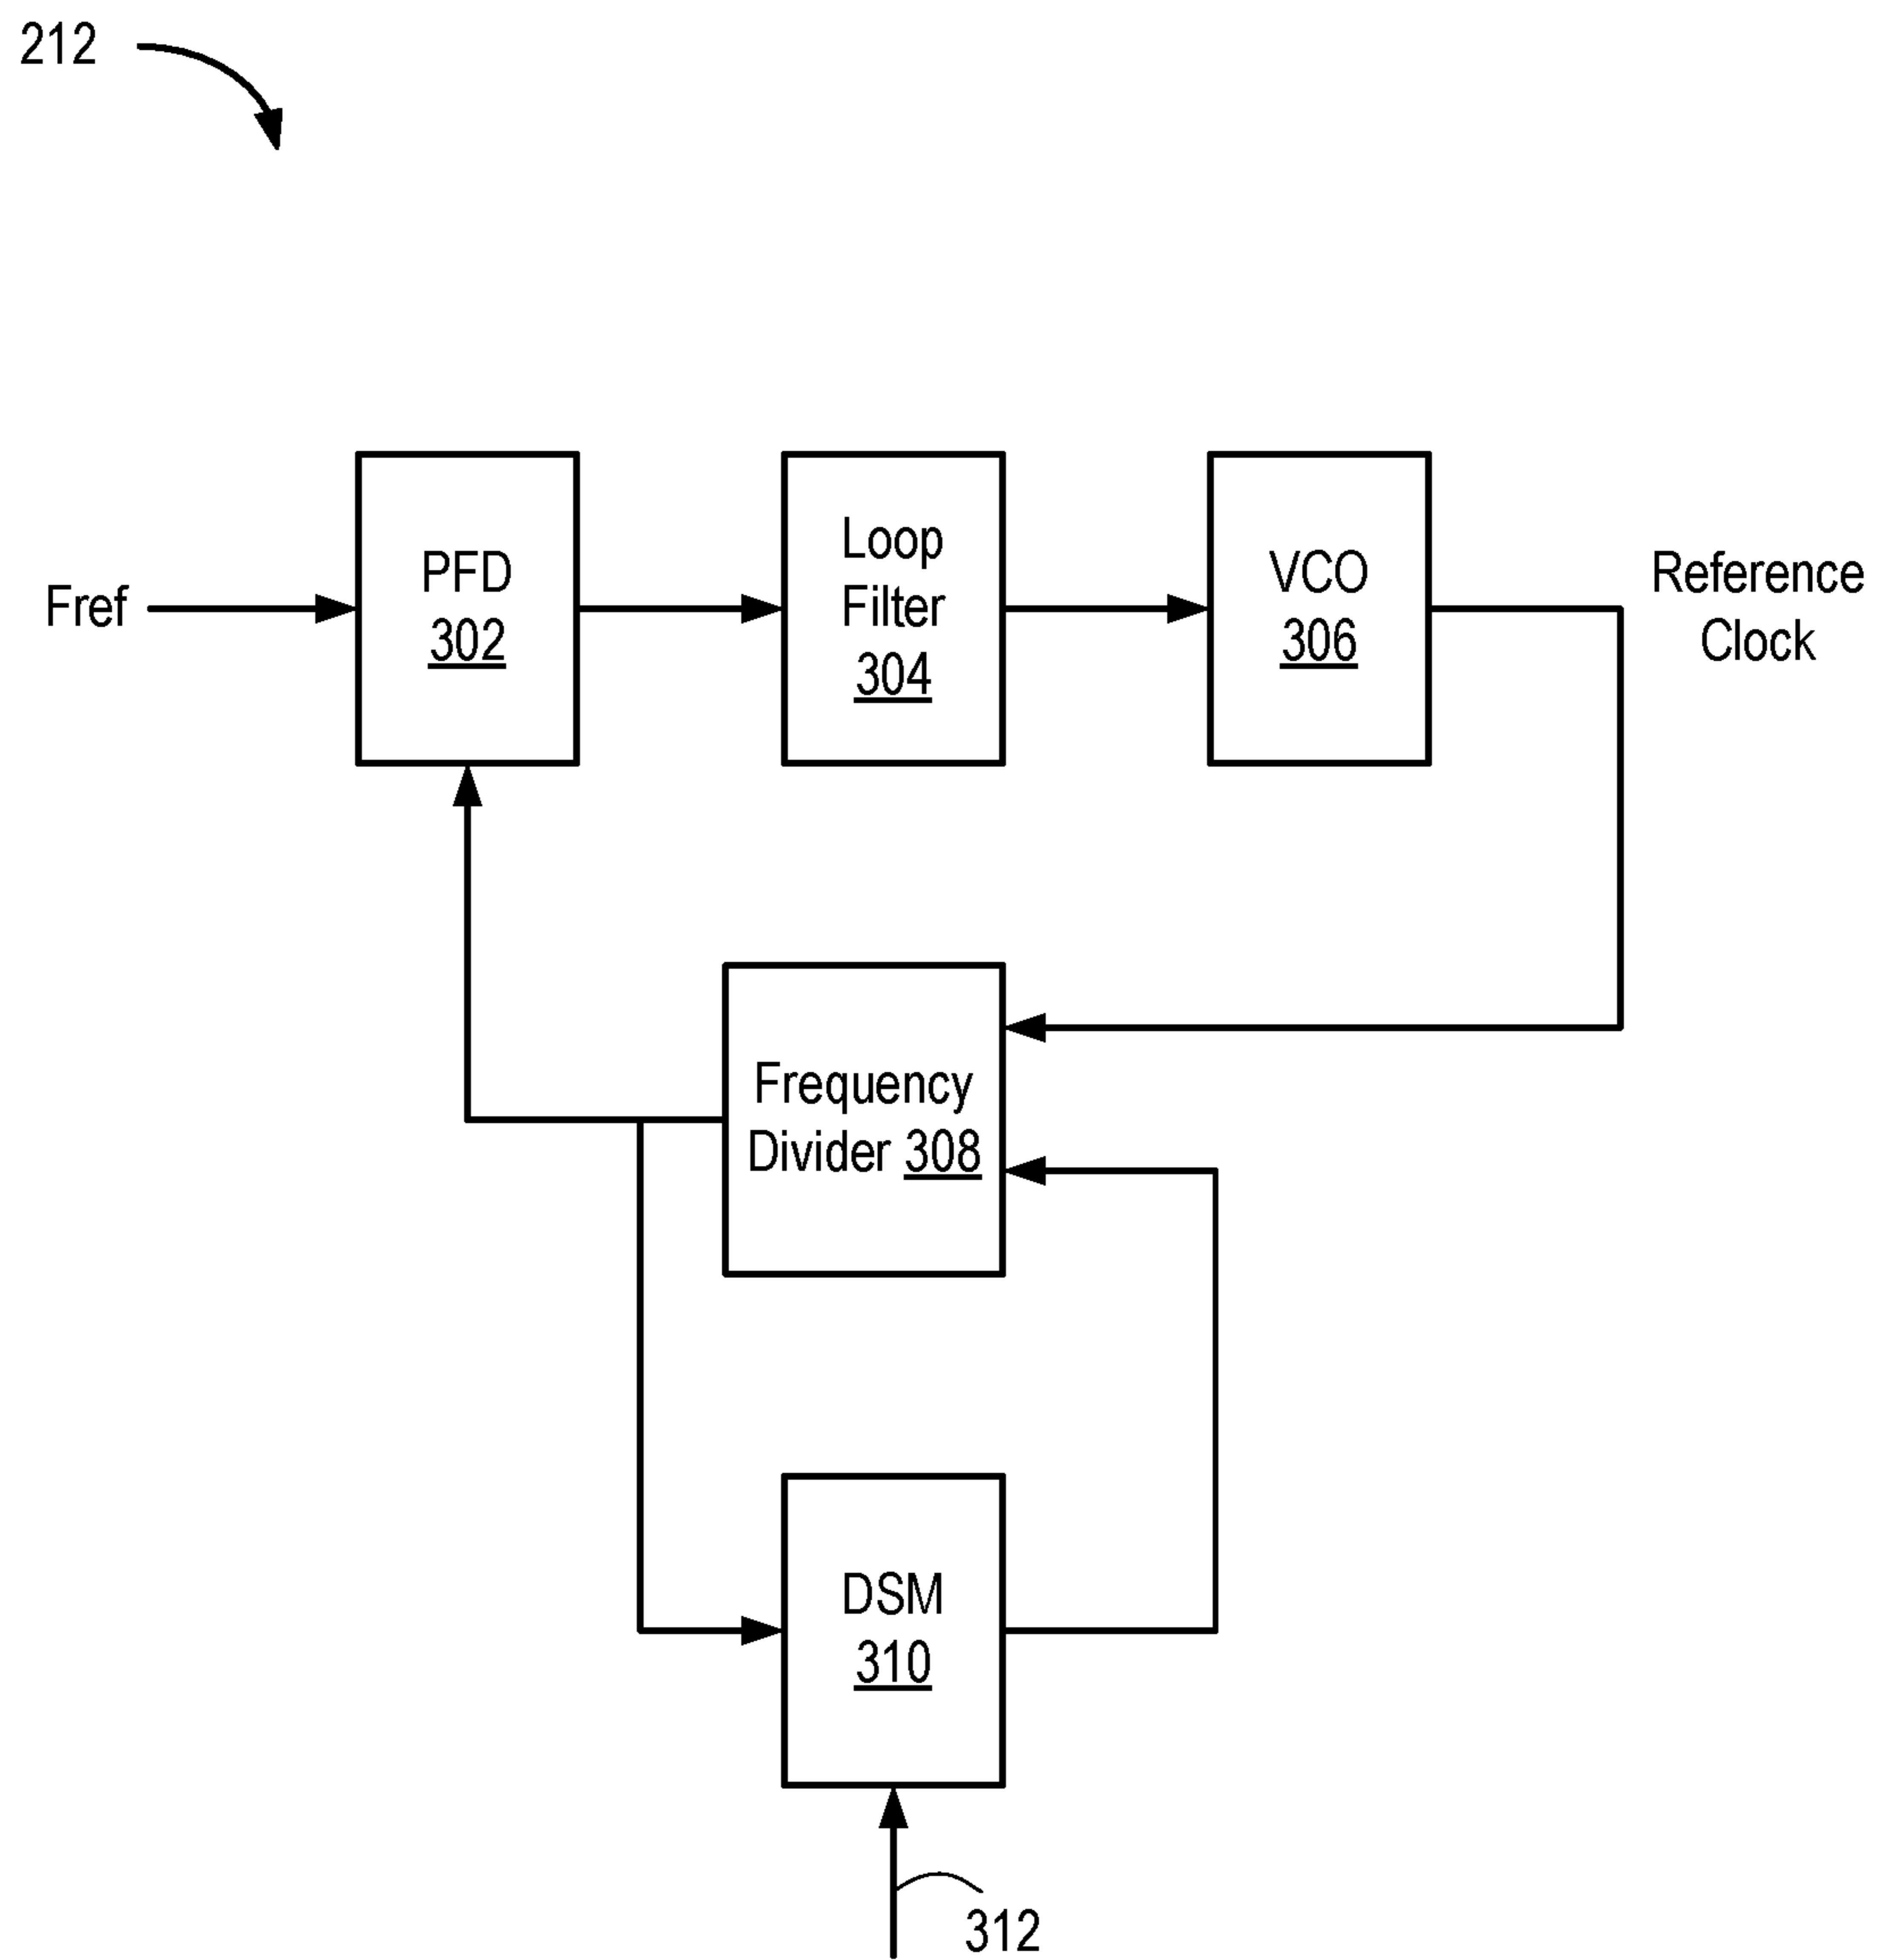 212
Fref
PFD
302
Loop
Filter
304
VCO
306
Reference
Clock
Frequency
Divider 308
DSM
310
312